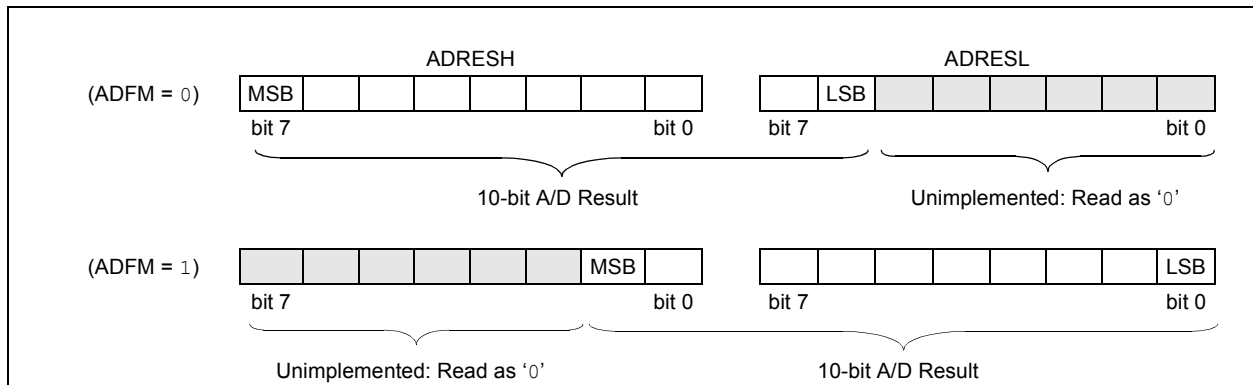 ADRESH ADRESL
(ADFM = 0) MSB LSB
bit 7 bit 0 bit 7 bit 0
10-bit A/D Result Unimplemented: Read as ‘0’
(ADFM = 1) MSB LSB
bit 7 bit 0 bit 7 bit 0
Unimplemented: Read as ‘0’ 10-bit A/D Result